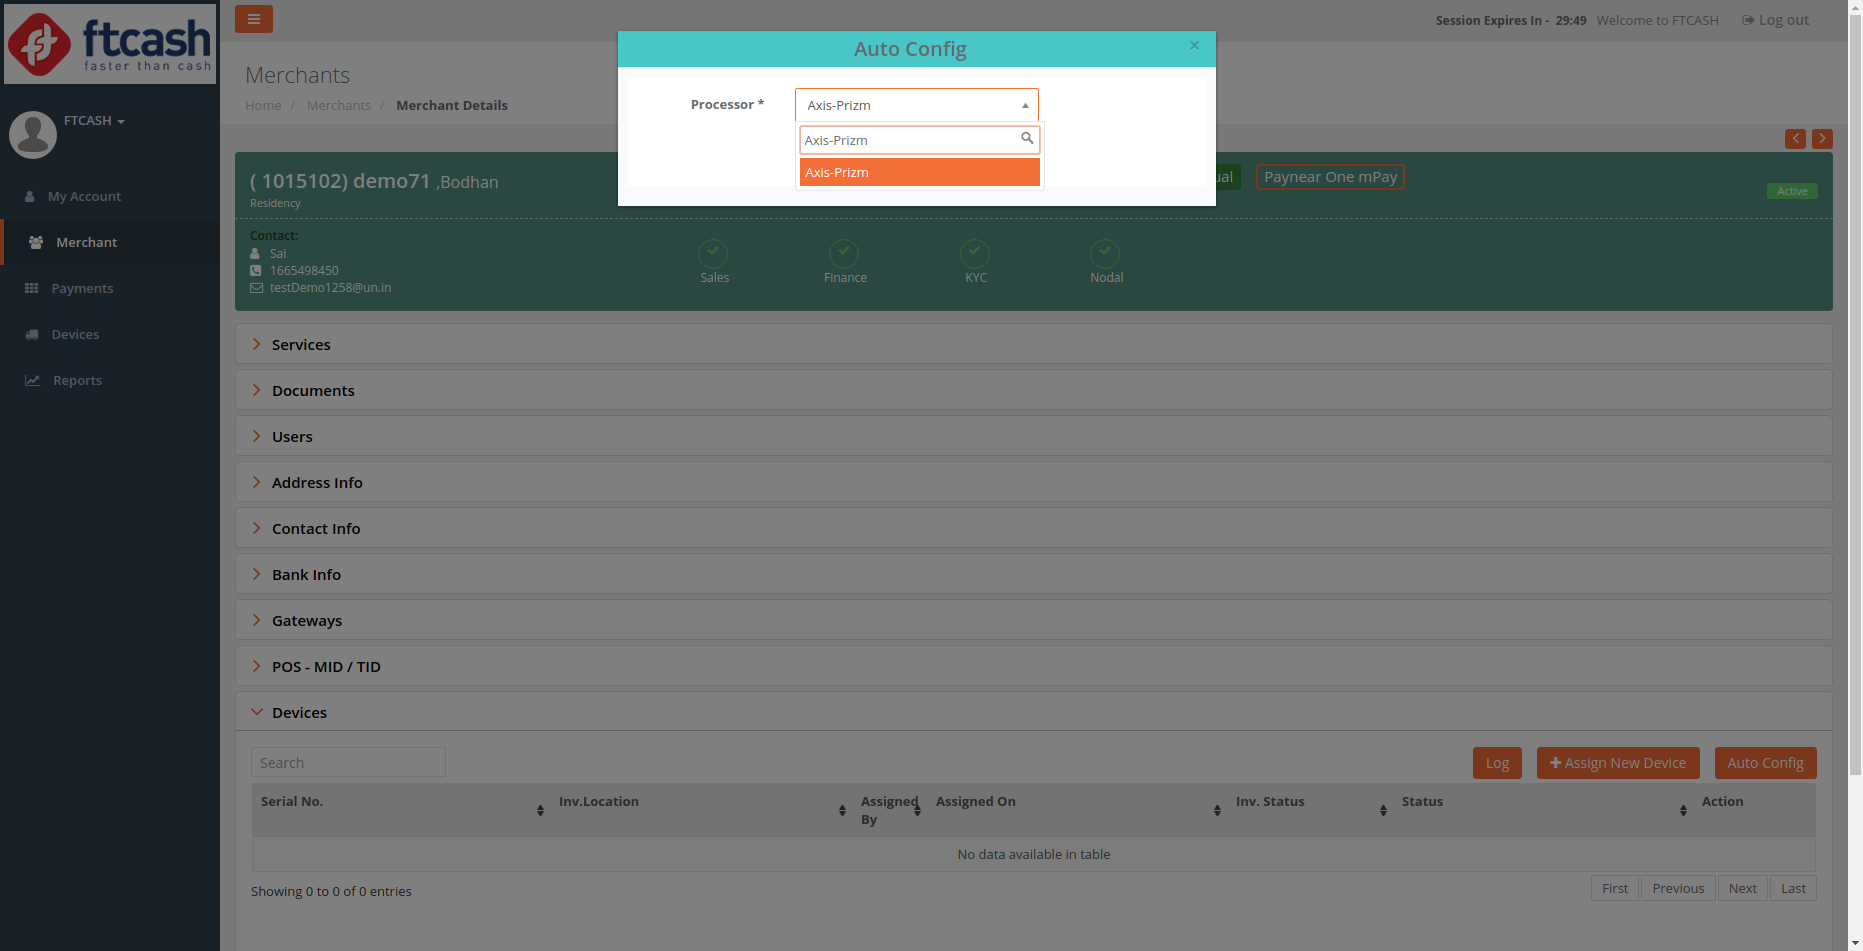 ftcash
faster than cash
Session Expires In - 29:49 Welcome to FTCASH Log out
Auto Config ×
Processor * Axis-Prizm
Axis-Prizm
Axis-Prizm
Merchants
Home / Merchants / Merchant Details
FTCASH
My Account
Merchant
Payments
Devices
Reports
( 1015102) demo71 ,Bodhan
Residency
Paynear One mPay
Active
Contact:
Sai
1665498450
testDemo1258@un.in
Sales Finance KYC Nodal
Services
Documents
Users
Address Info
Contact Info
Bank Info
Gateways
POS - MID / TID
Devices
Search Log Assign New Device Auto Config
Serial No. Inv.Location Assigned By Assigned On Inv. Status Status Action
No data available in table
Showing 0 to 0 of 0 entries First Previous Next Last